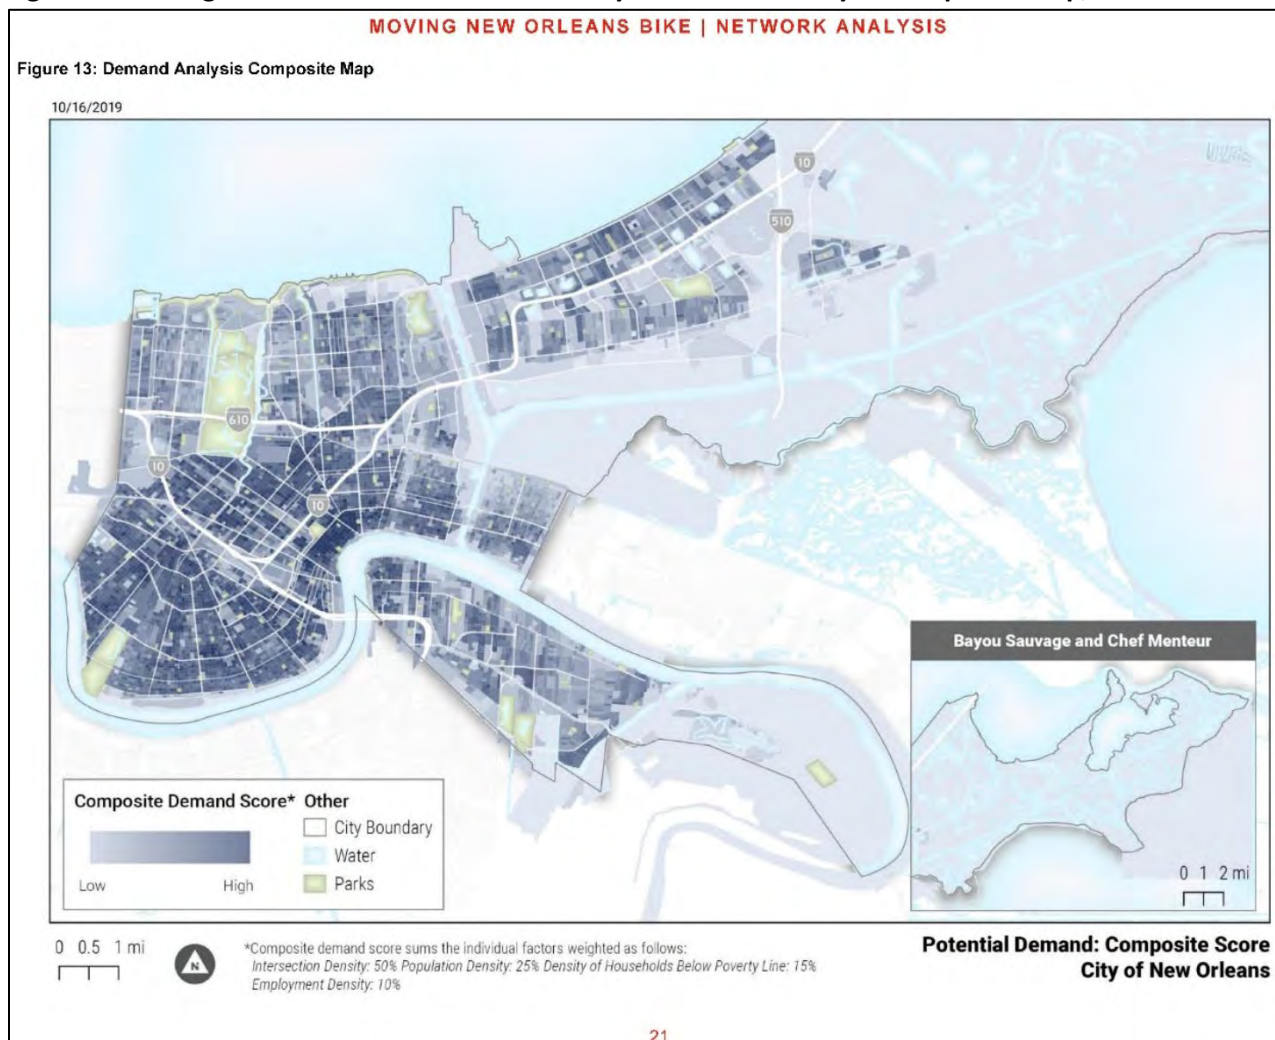 MOVING NEW ORLEANS BIKE | NETWORK ANALYSIS
Figure 13: Demand Analysis Composite Map
10/16/2019
10
510
610
10
10
Bayou Sauvage and Chef Menteur
0 1 2 mi
Composite Demand Score* Other
City Boundary
Water
Parks
Low High
0 0.5 1 mi
N
*Composite demand score sums the individual factors weighted as follows:
Intersection Density: 50% Population Density: 25% Density of Households Below Poverty Line: 15%
Employment Density: 10%
Potential Demand: Composite Score
City of New Orleans
21